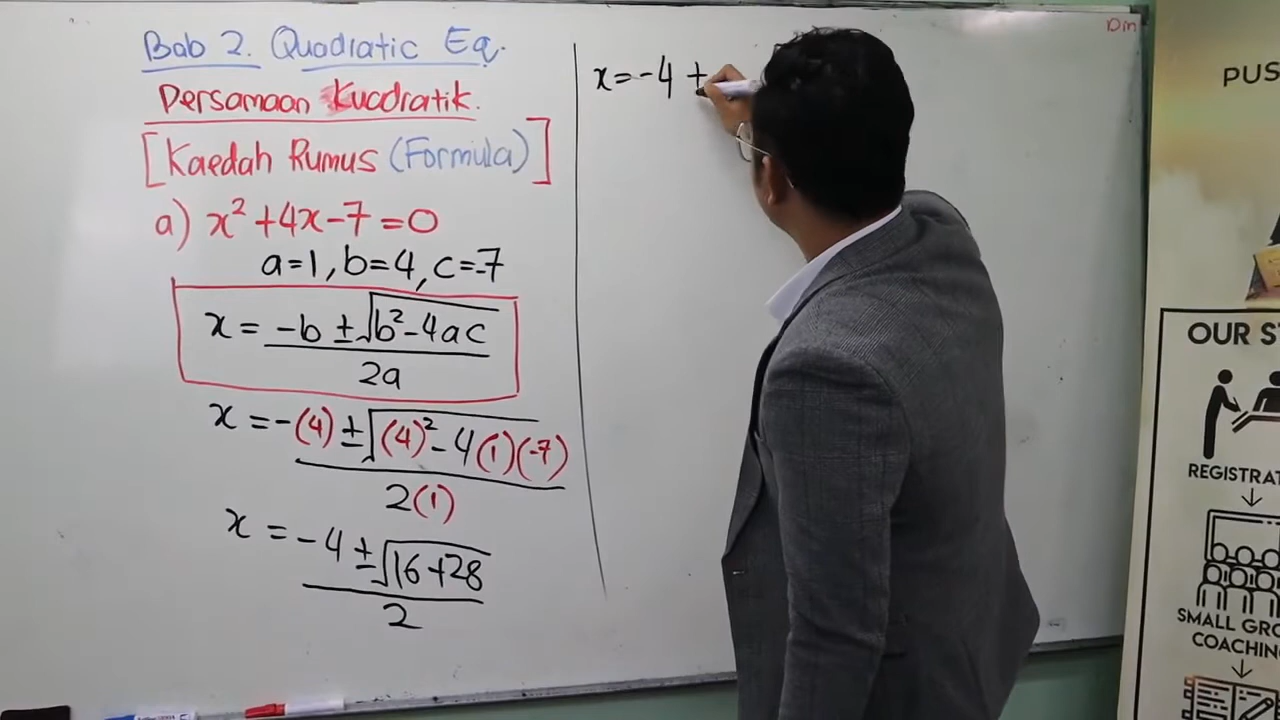 Bab 2. Quadratic Eq.
Persamaan Kuadratik.
[Kaedah Rumus (Formula)]
a) x² + 4x - 7 = 0
a = 1, b = 4, c = -7
x = -b ± √(b² - 4ac)
2a
x = -(4) ± √((4)² - 4(1)(-7))
2(1)
x = -4 ± √(16 + 28)
2
x = -4 ±
Dm
PUS
OUR S
REGISTRAT
SMALL GRO
COACHIN